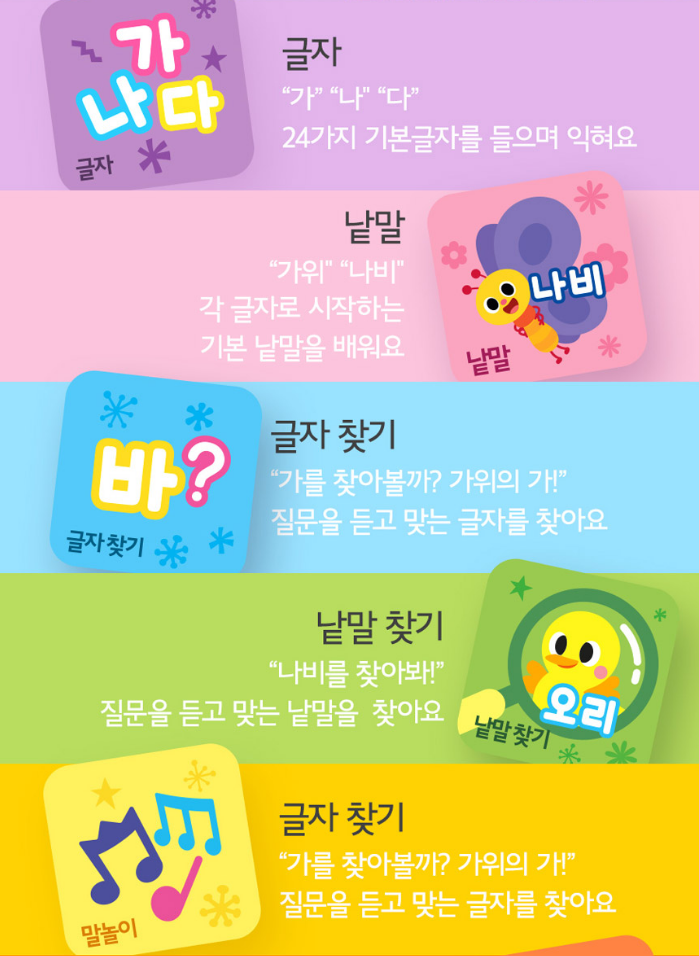 가
나다
글자
글자
“가” “나" “다”
24가지 기본글자를 들으며 익혀요
낱말
“가위" “나비"
각 글자로 시작하는
기본 낱말을 배워요
나비
낱말
바?
글자 찾기
글자 찾기
“가를 찾아볼까? 가위의 가!”
질문을 듣고 맞는 글자를 찾아요
낱말 찾기
“나비를 찾아봐!”
질문을 듣고 맞는 낱말을 찾아요
오리
낱말 찾기
말놀이
글자 찾기
“가를 찾아볼까? 가위의 가!”
질문을 듣고 맞는 글자를 찾아요